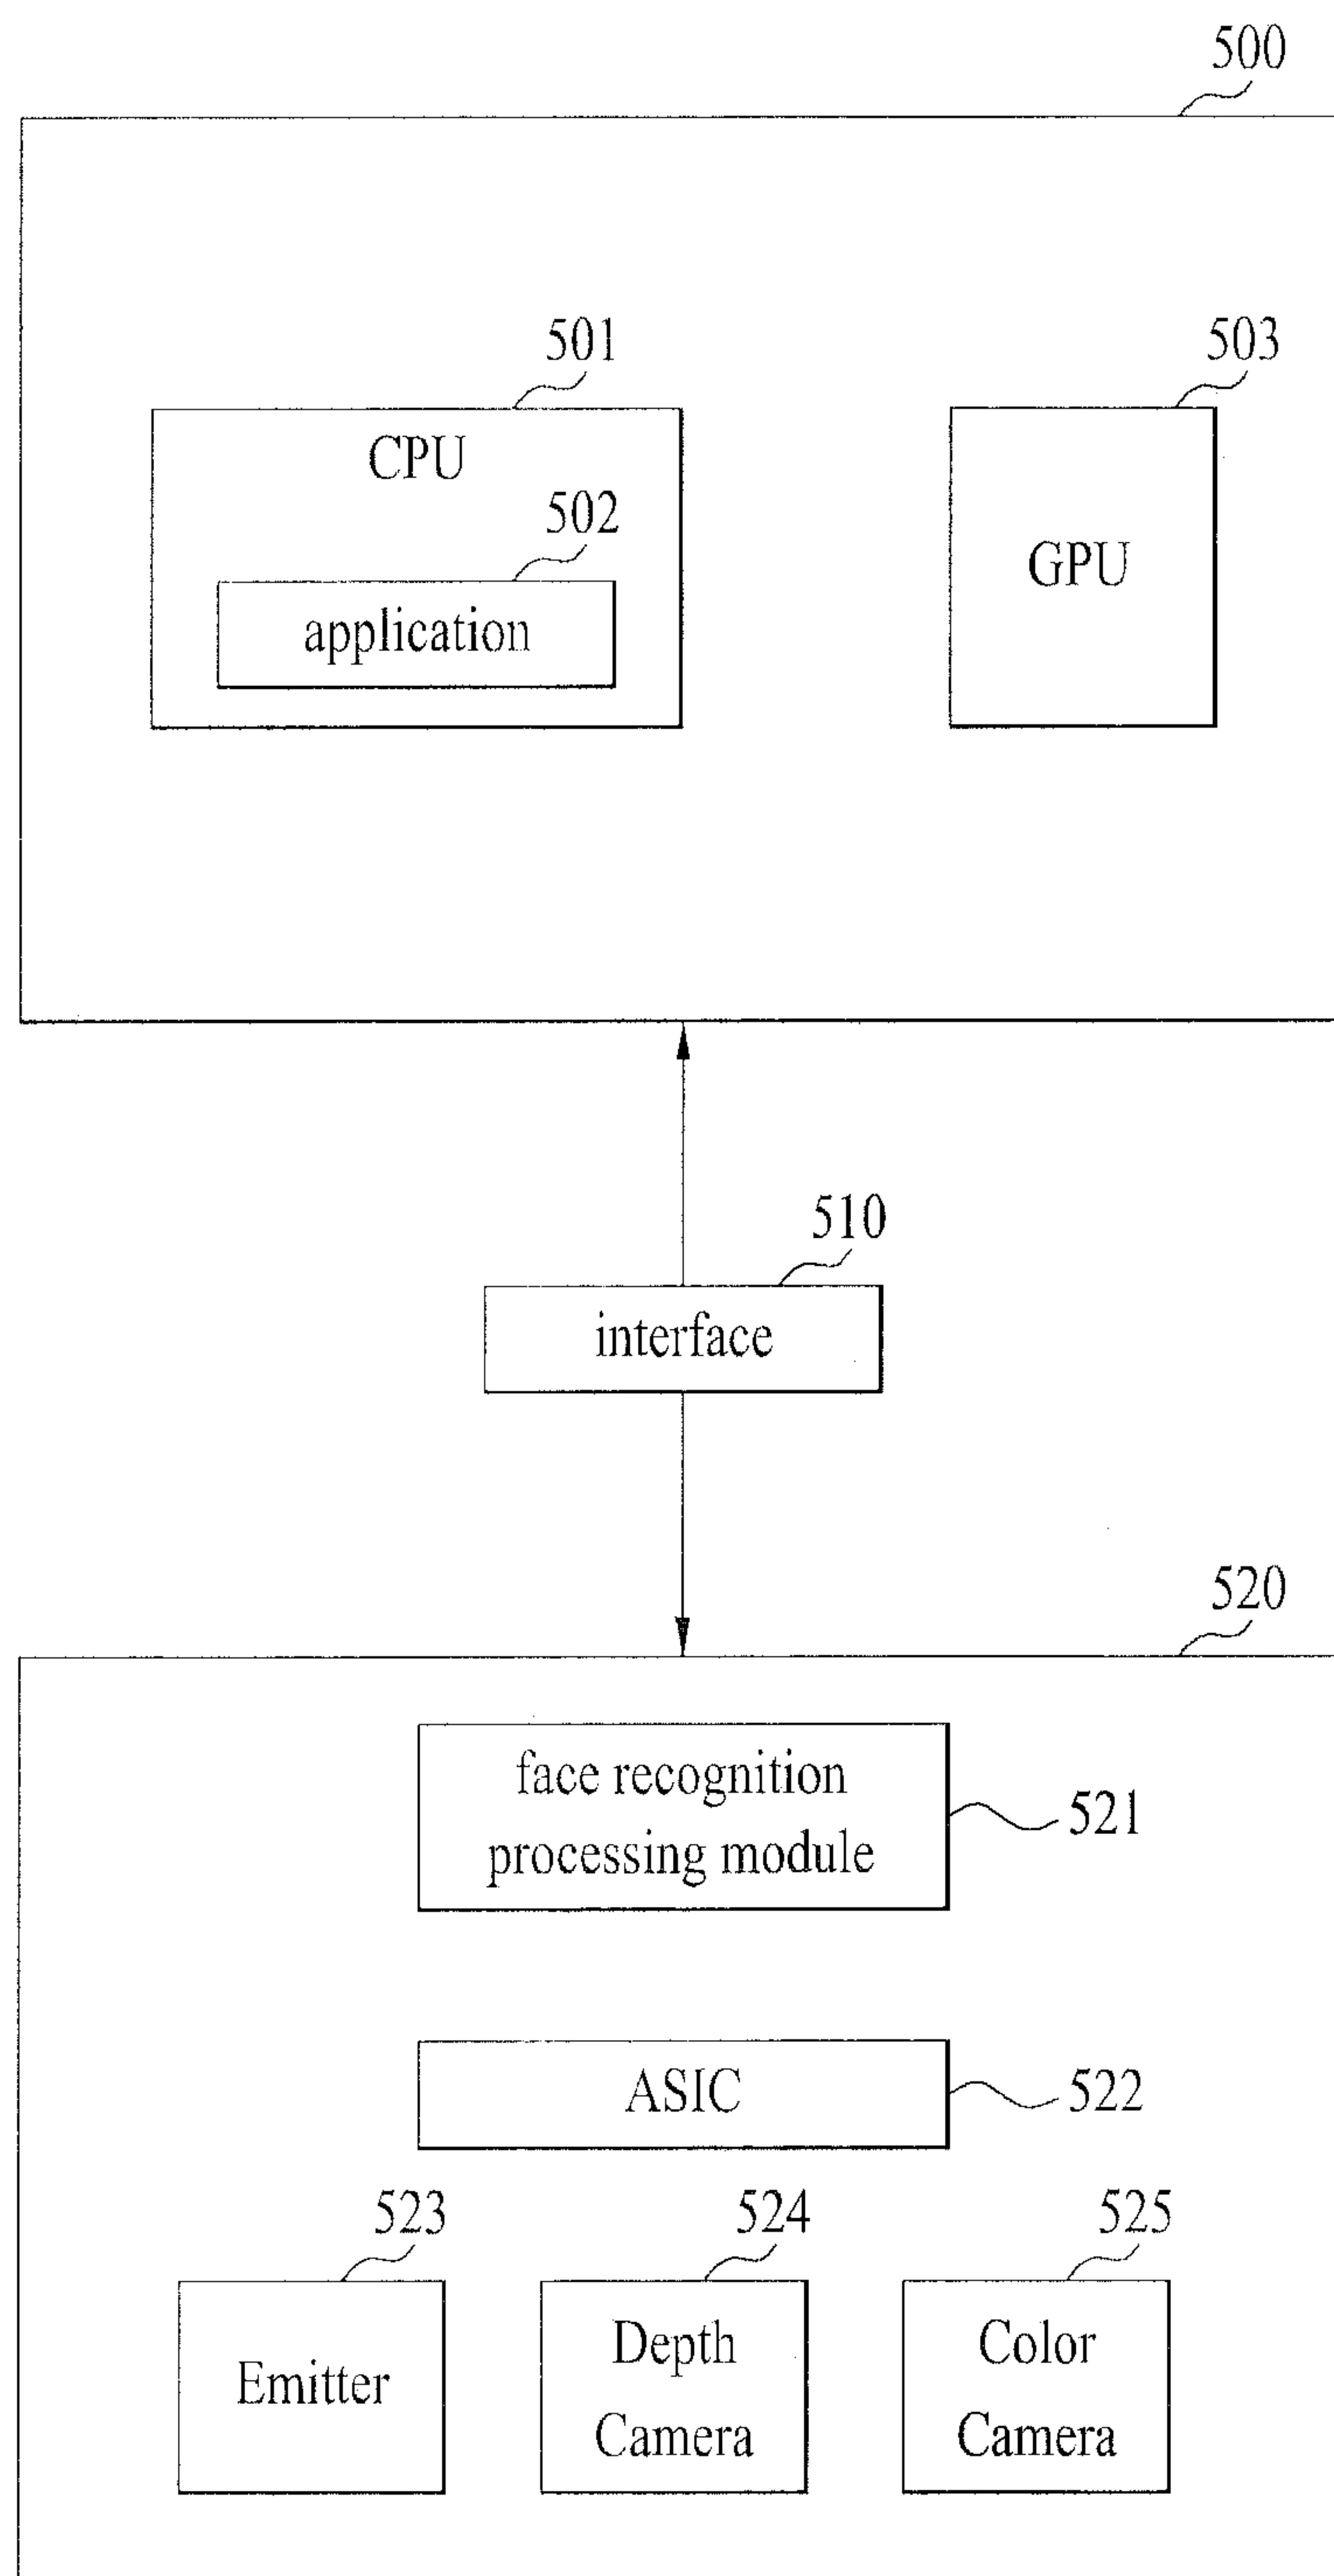 500
501
503
CPU
502
GPU
application
510
interface
520
face recognition
processing module
521
ASIC
522
523
524
525
Emitter
Depth
Camera
Color
Camera